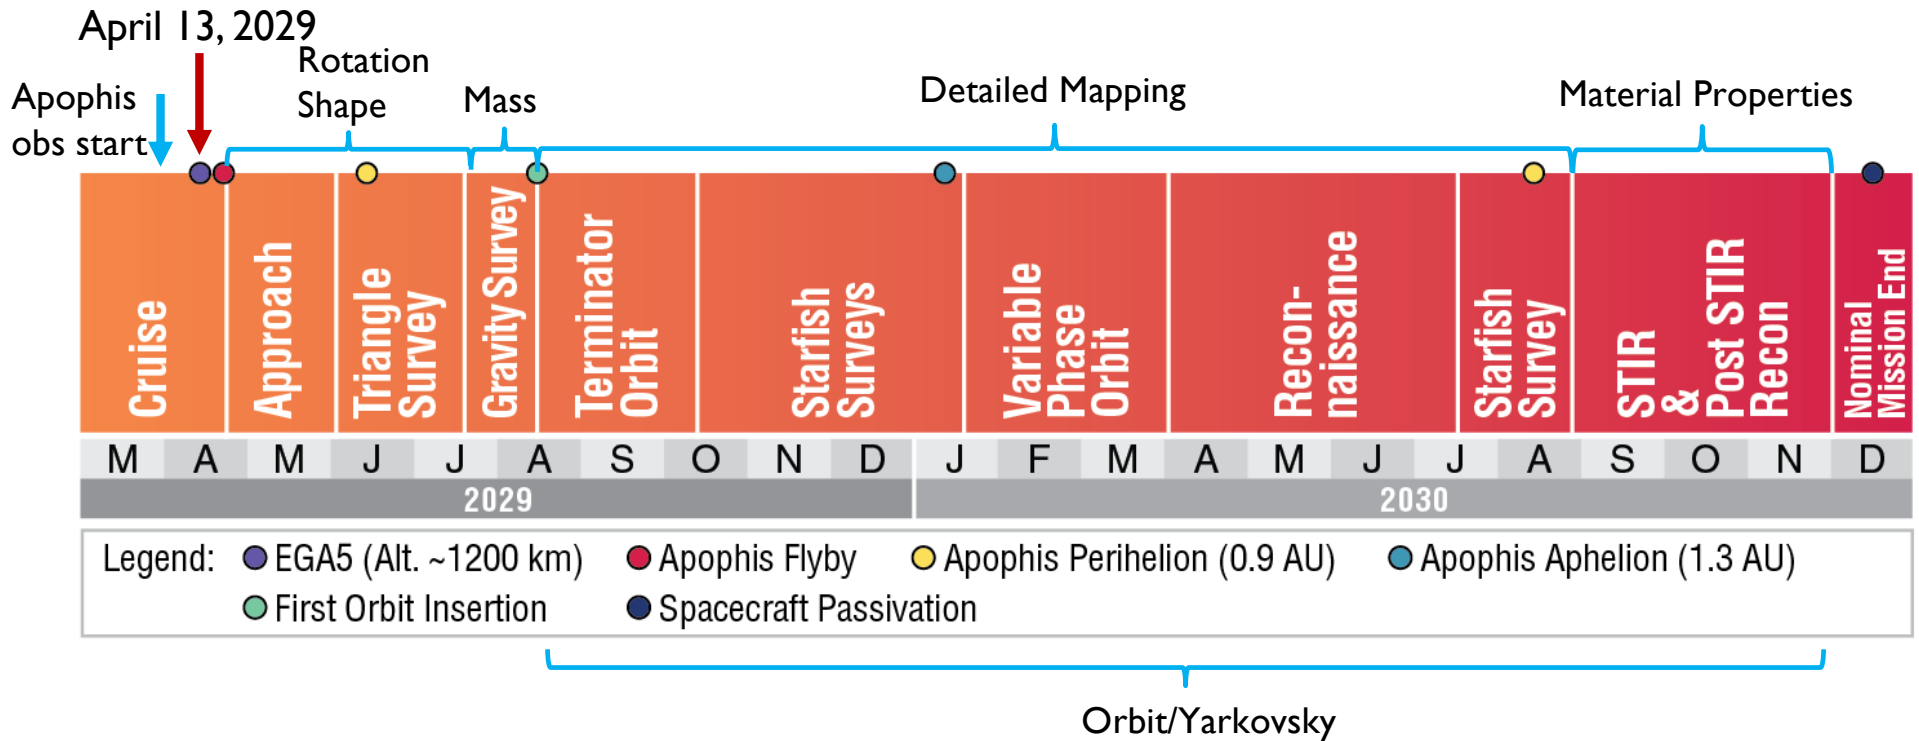 April 13, 2029
Apophis
obs start
Rotation
Shape
Mass
Detailed Mapping
Material Properties
Cruise
Approach
Triangle
Survey
Gravity Survey
Terminator
Orbit
Starfish
Surveys
Variable
Phase
Orbit
Recon-
naissance
Starfish
Survey
STIR
&
Post STIR
Recon
Nominal
Mission End
M A M J J A S O N D J F M A M J J A S O N D
2029 2030
Legend: EGA5 (Alt. ~1200 km) Apophis Flyby Apophis Perihelion (0.9 AU) Apophis Aphelion (1.3 AU)
First Orbit Insertion Spacecraft Passivation
Orbit/Yarkovsky